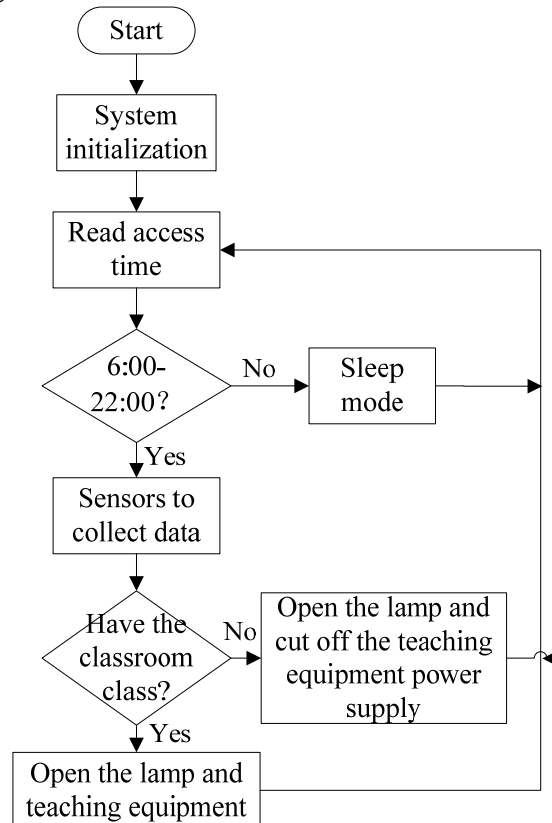 Start
System
initialization
Read access
time
6:00-
22:00?
No
Sleep
mode
Yes
Sensors to
collect data
Have the
classroom
class?
No
Open the lamp and
cut off the teaching
equipment power
supply
Yes
Open the lamp and
teaching equipment